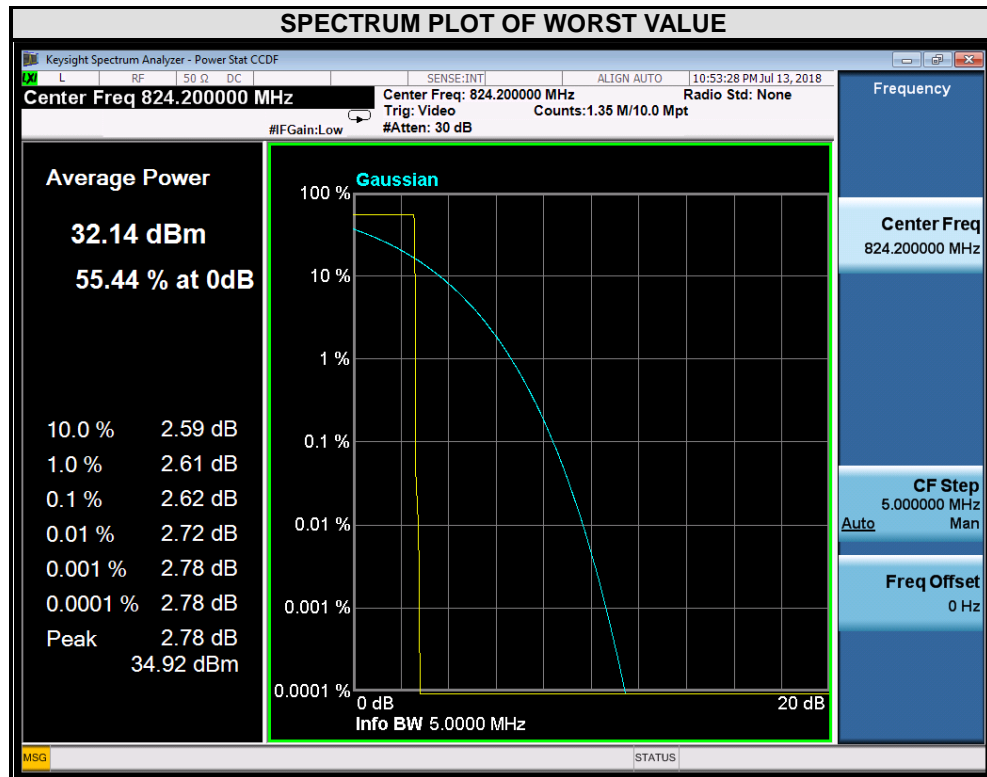 SPECTRUM PLOT OF WORST VALUE
Keysight Spectrum Analyzer - Power Stat CCDF
LXI L RF 50 Ω DC SENSE:INT ALIGN AUTO 10:53:28 PM Jul 13, 2018
Center Freq 824.200000 MHz
Center Freq: 824.200000 MHz Radio Std: None
Trig: Video Counts:1.35 M/10.0 Mpt
#IFGain:Low #Atten: 30 dB
Frequency
Average Power
32.14 dBm
55.44 % at 0dB
10.0 % 2.59 dB
1.0 % 2.61 dB
0.1 % 2.62 dB
0.01 % 2.72 dB
0.001 % 2.78 dB
0.0001 % 2.78 dB
Peak 2.78 dB
34.92 dBm
Gaussian
100 %
10 %
1 %
0.1 %
0.01 %
0.001 %
0.0001 %
0 dB 20 dB
Info BW 5.0000 MHz
Center Freq
824.200000 MHz
CF Step
5.000000 MHz
Auto Man
Freq Offset
0 Hz
MSG STATUS